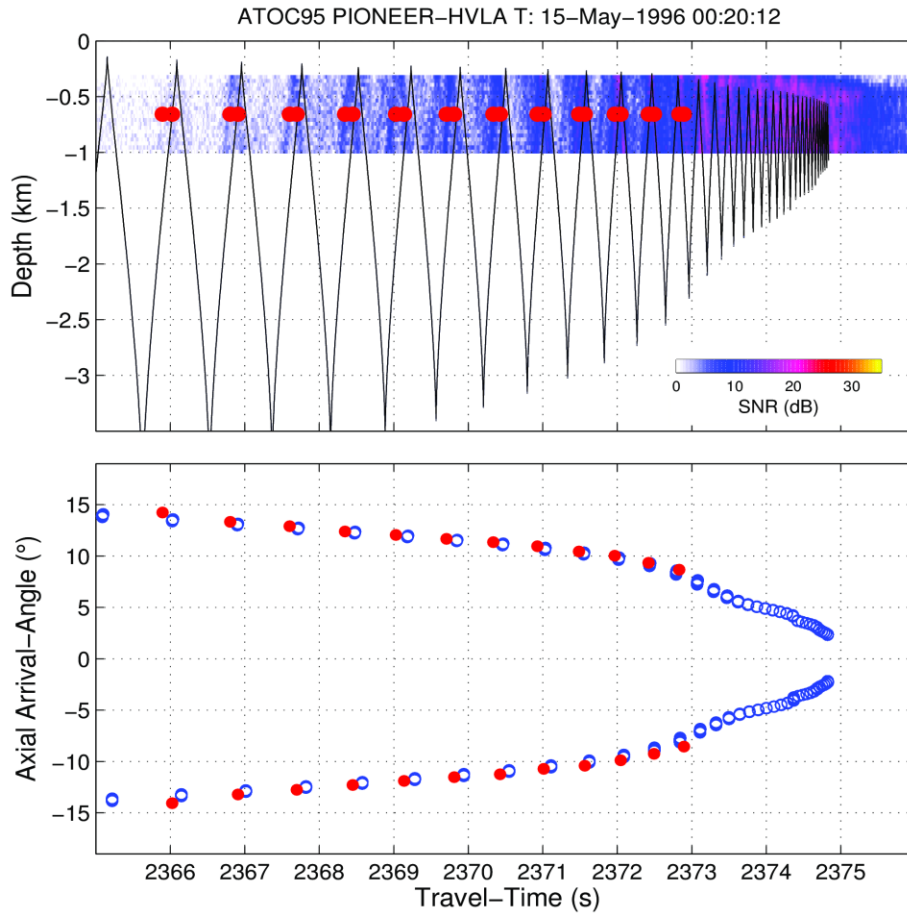 ATOC95 PIONEER−HVLA T: 15−May−1996 00:20:12
0
−0.5
−1
−1.5
−2
−2.5
−3
Depth (km)
0 10 20 30
SNR (dB)
15
10
5
0
−5
−10
−15
Axial Arrival−Angle (°)
2366 2367 2368 2369 2370 2371 2372 2373 2374 2375
Travel−Time (s)